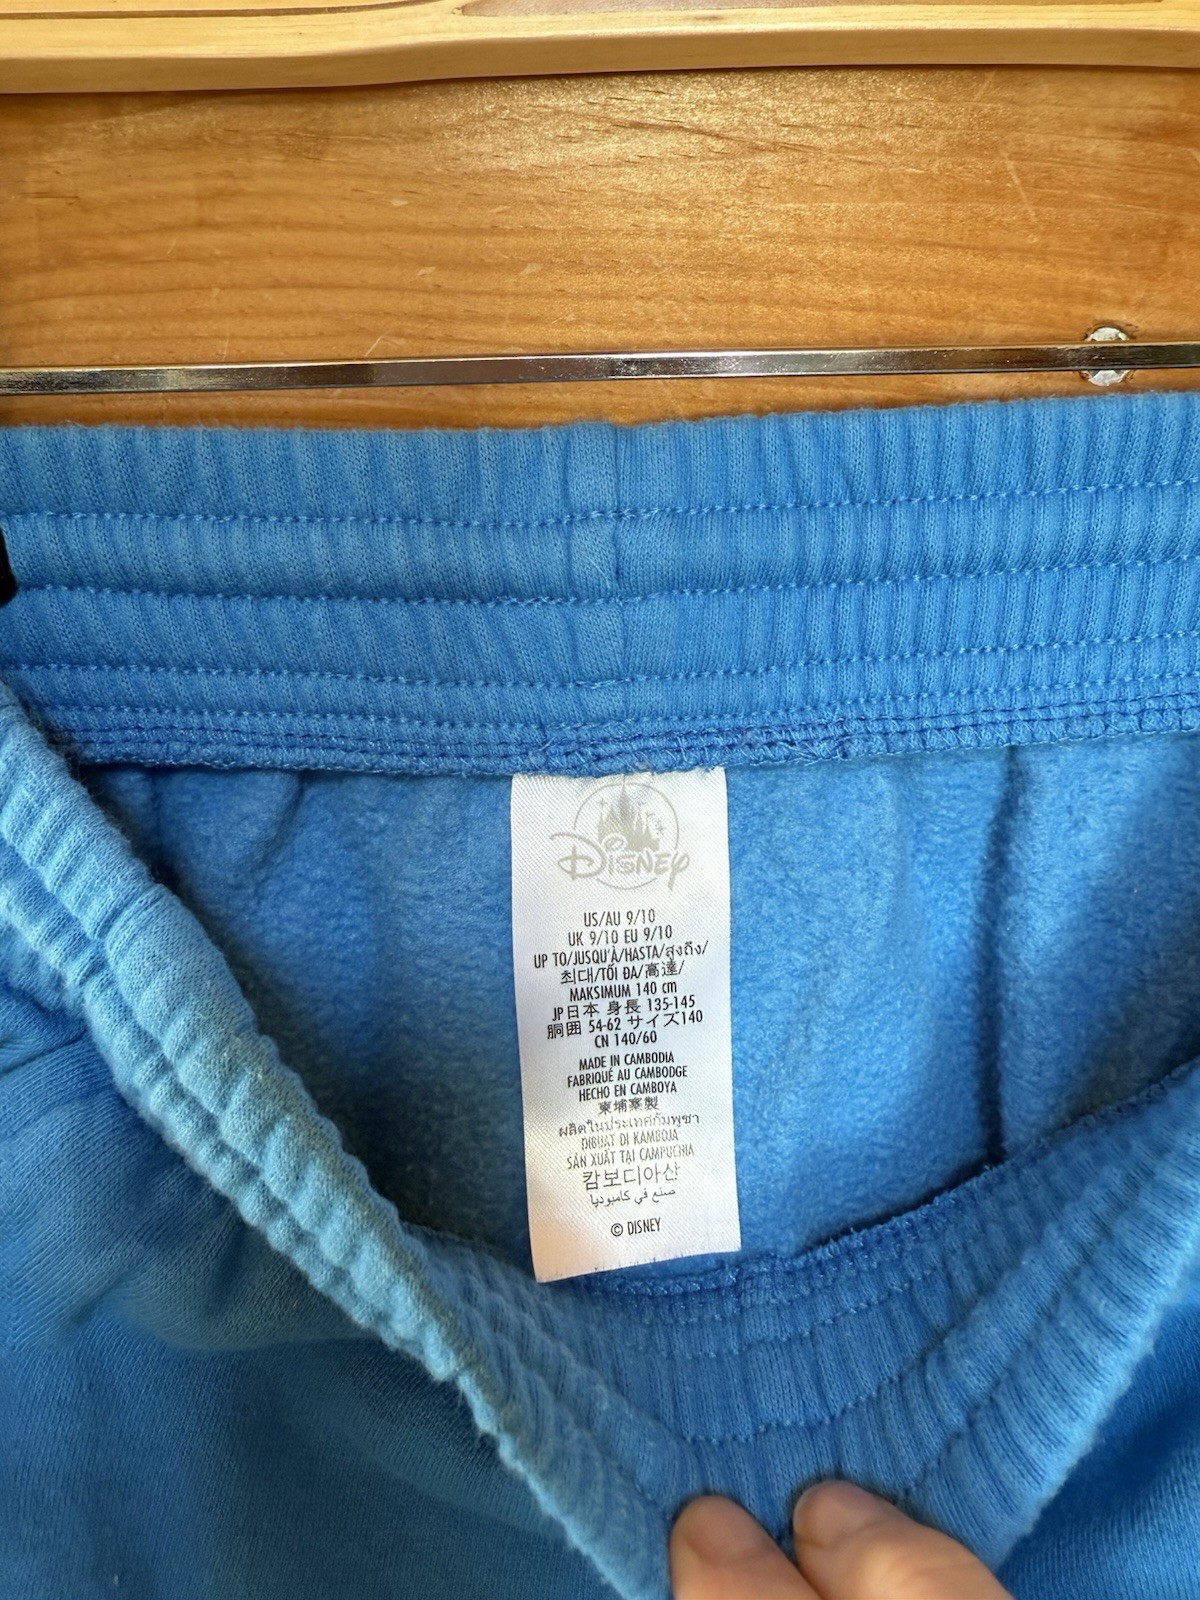 Disney
US/AU 9/10
UK 9/10 EU 9/10
UP TO/JUSQU'À/HASTA/สูงถึง/
최대/TỐI ĐA/高達/
MAKSIMUM 140 cm
JP日本 身長 135-145
胴囲 54-62 サイズ140
CN 140/60
MADE IN CAMBODIA
FABRIQUÉ AU CAMBODGE
HECHO EN CAMBOYA
柬埔寨製
ผลิตในประเทศกัมพูชา
DIBUAT DI KAMBOJA
SẢN XUẤT TẠI CAMPUCHIA
캄보디아산
صنع في كامبوديا
© DISNEY